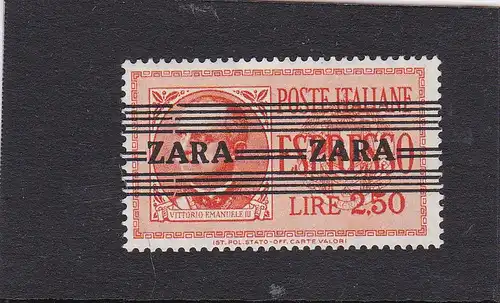 POSTE ITALIANE
ESPRESSO
ZARA ZARA
LIRE 2,50
VITTORIO EMANUELE III
IST. POL. STATO - OFF. CARTE VALORI